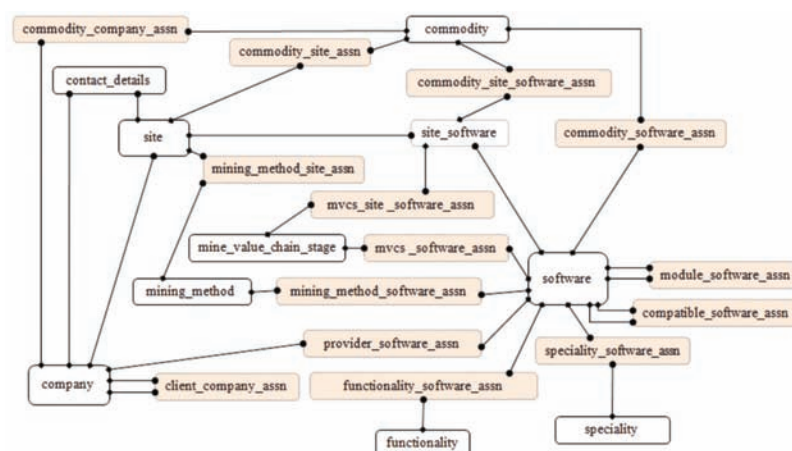 commodity_company_assn
commodity
commodity_site_assn
contact_details
commodity_site_software_assn
site
site_software
commodity_software_assn
mining_method_site_assn
mvcs_site _software_assn
mine_value_chain_stage
mvcs _software_assn
software
module_software_assn
mining_method
mining_method_software_assn
compatible_software_assn
provider_software_assn
speciality_software_assn
company
client_company_assn
functionality_software_assn
speciality
functionality